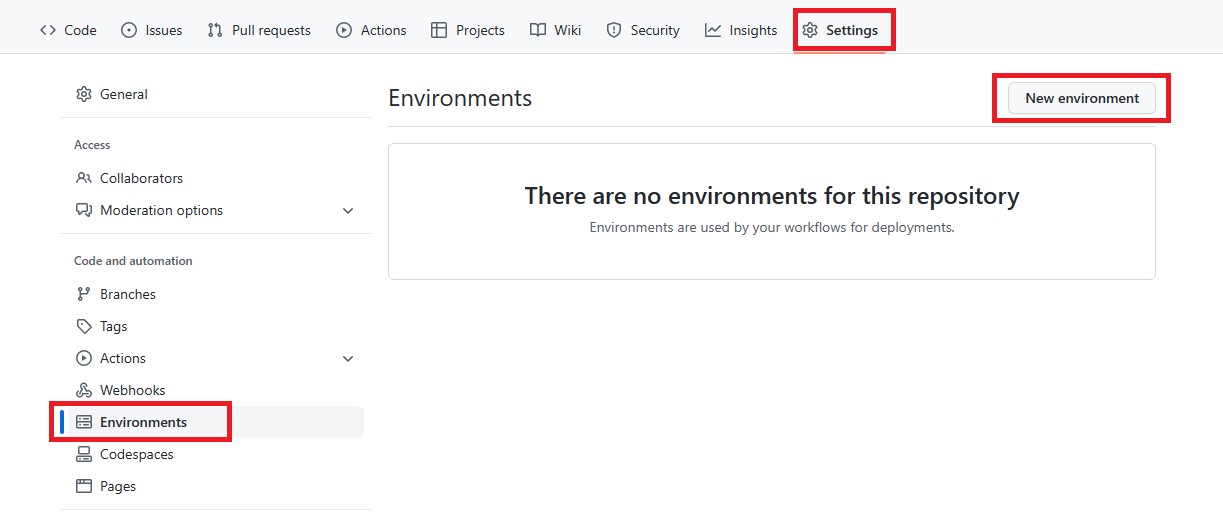 Code Issues Pull requests Actions Projects Wiki Security Insights Settings
General
Access
Collaborators
Moderation options
Code and automation
Branches
Tags
Actions
Webhooks
Environments
Codespaces
Pages
Environments
New environment
There are no environments for this repository
Environments are used by your workflows for deployments.